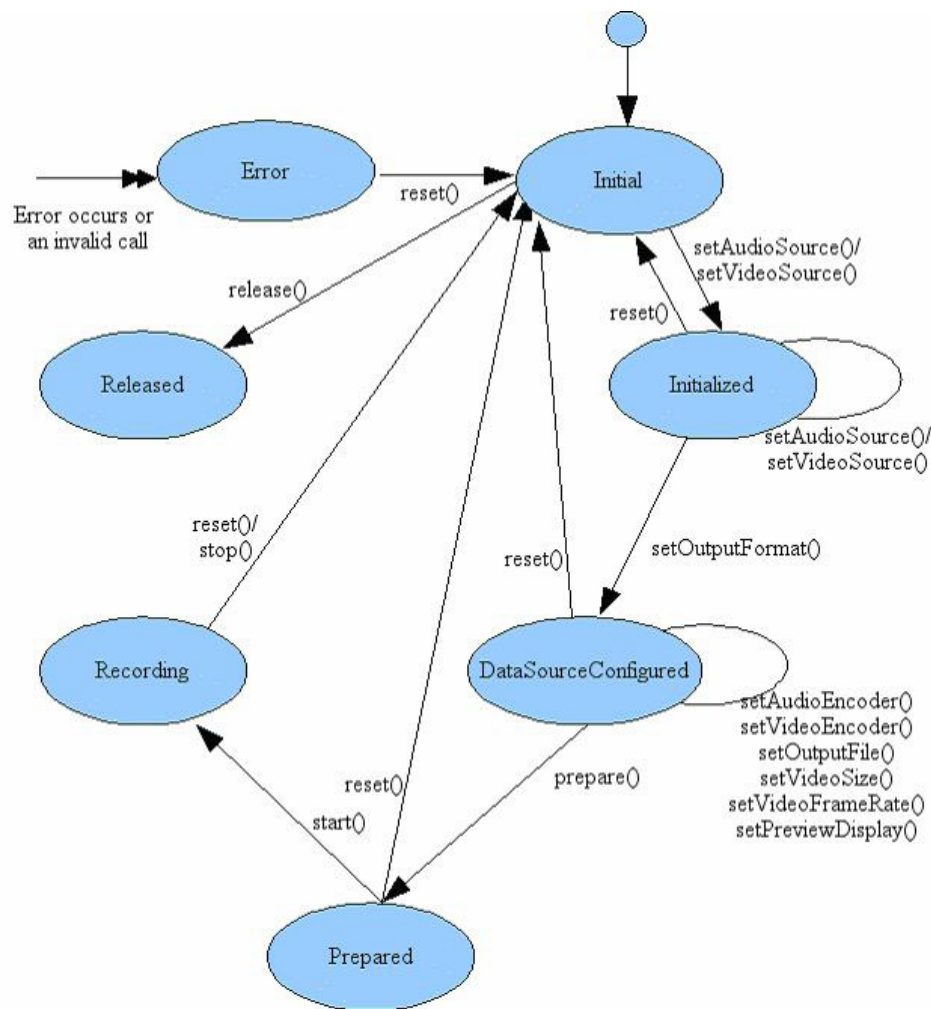 Error
Initial
reset()
Error occurs or
an invalid call
setAudioSource()/
setVideoSource()
release()
reset()
Released
Initialized
setAudioSource()/
setVideoSource()
reset()/
stop()
setOutputFormat()
reset()
Recording
DataSourceConfigured
setAudioEncoder()
setVideoEncoder()
setOutputFile()
setVideoSize()
setVideoFrameRate()
setPreviewDisplay()
reset()
prepare()
start()
Prepared